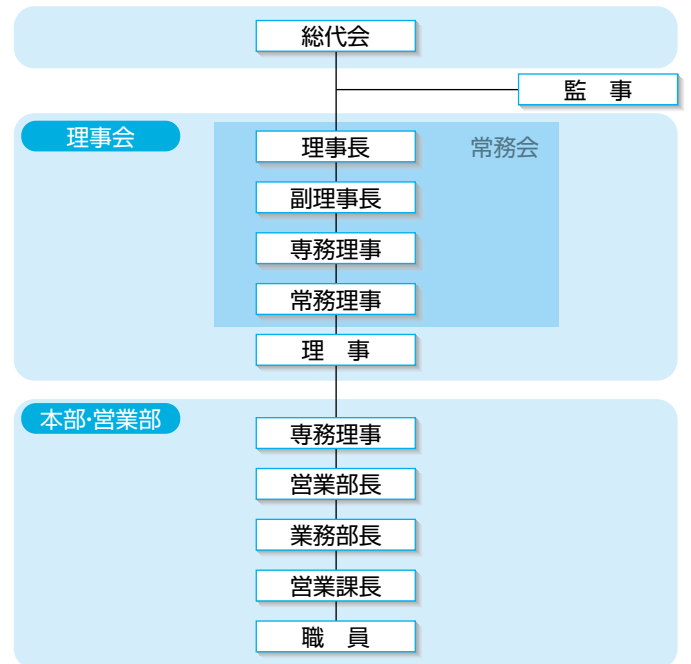 総代会
監　事
理事会
理事長
常務会
副理事長
専務理事
常務理事
理　事
本部・営業部
専務理事
営業部長
業務部長
営業課長
職　員